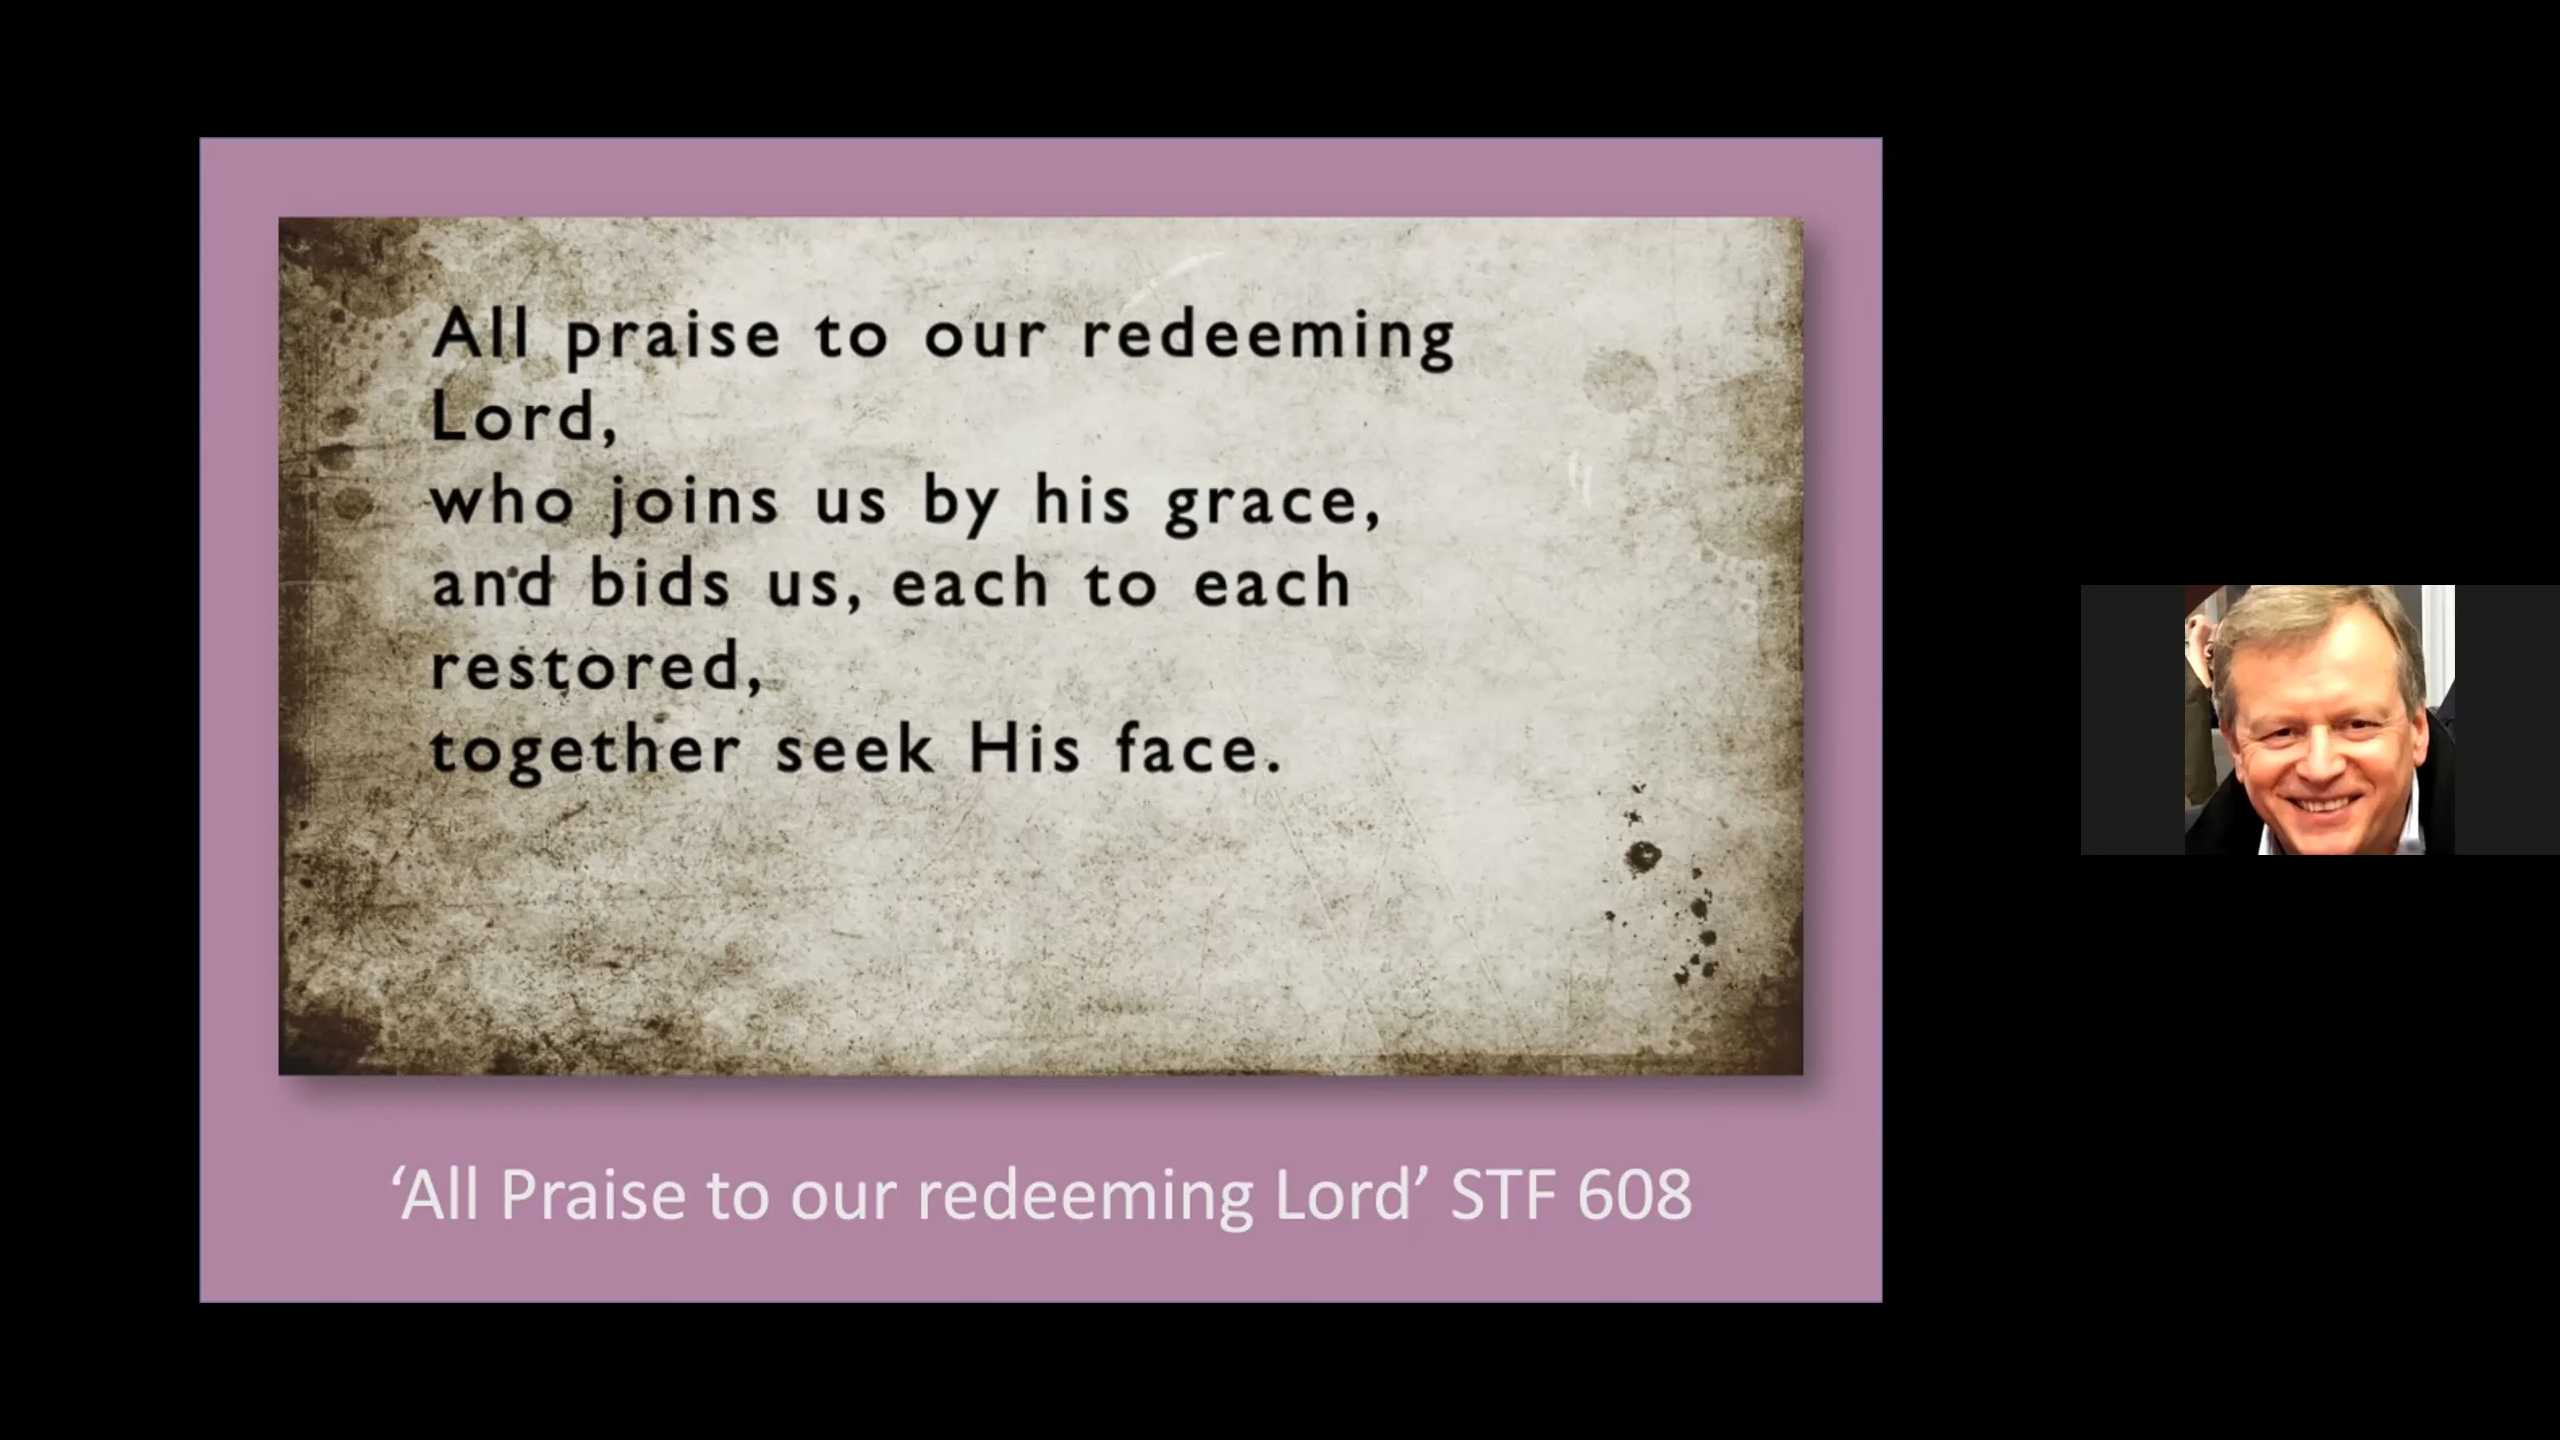 All praise to our redeeming
Lord,
who joins us by his grace,
and bids us, each to each
restored,
together seek His face.
‘All Praise to our redeeming Lord’ STF 608